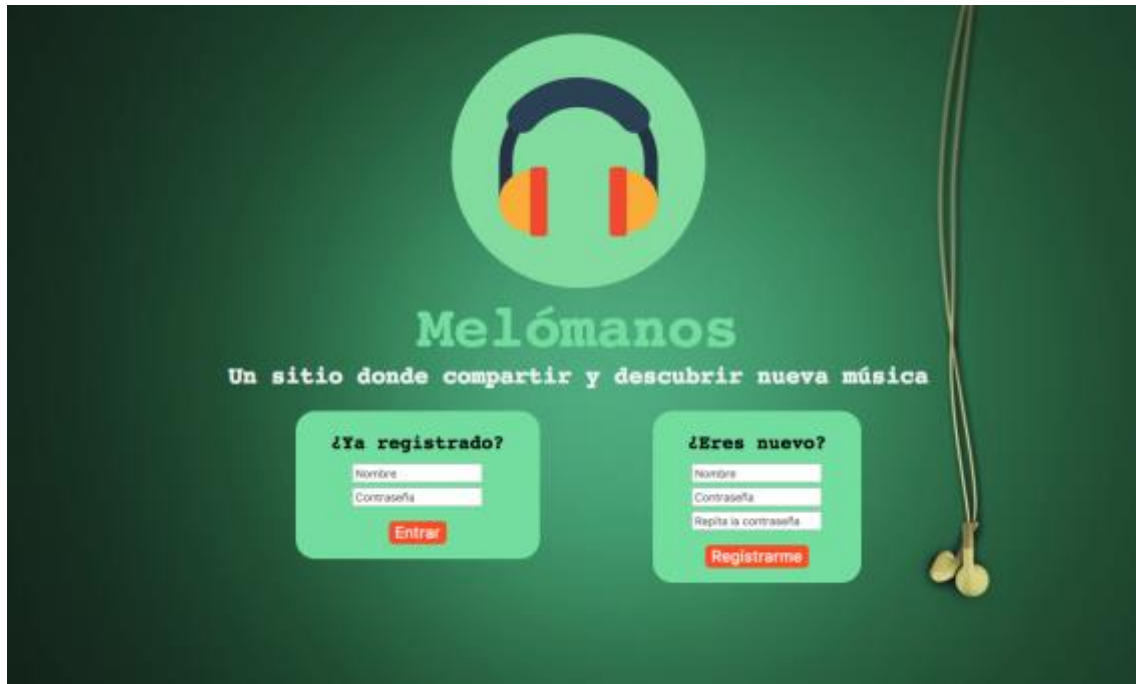 Melómanos
Un sitio donde compartir y descubrir nueva música
¿Ya registrado?
Nombre
Contraseña
Entrar
¿Eres nuevo?
Nombre
Contraseña
Repita la contraseña
Registrarme